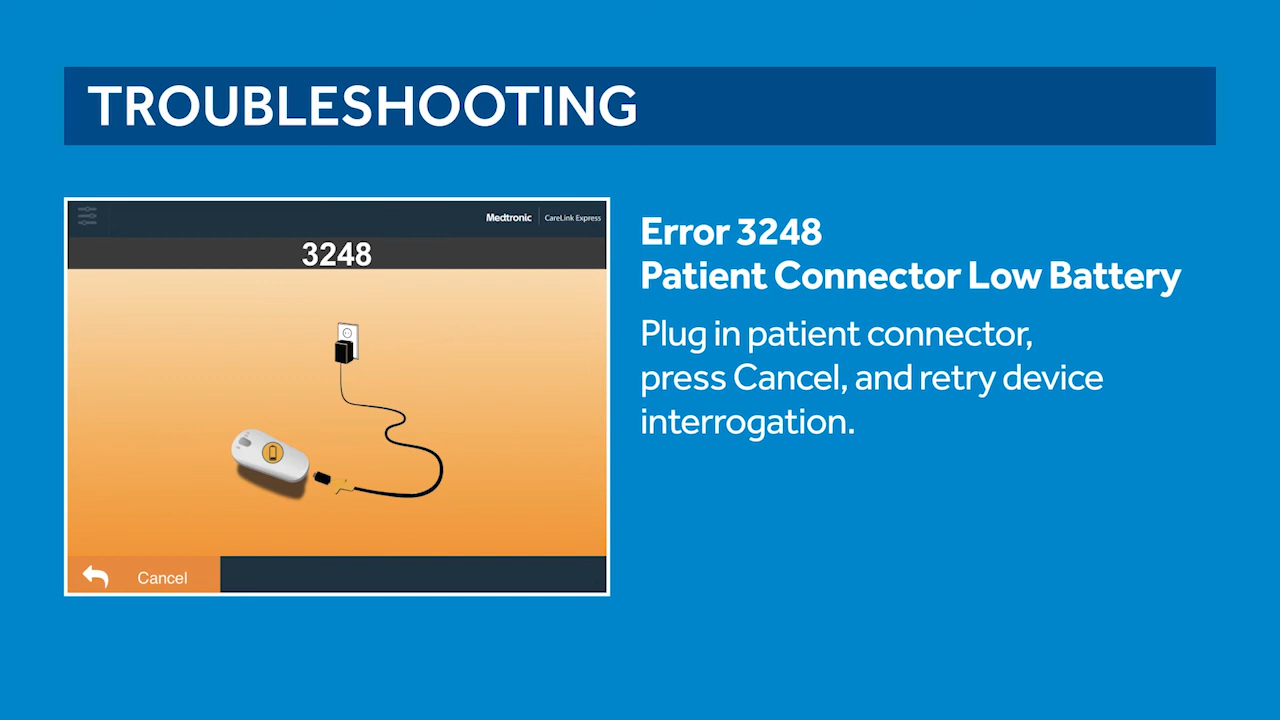 TROUBLESHOOTING
Medtronic
CareLink Express
3248
Cancel
Error 3248
Patient Connector Low Battery
Plug in patient connector,
press Cancel, and retry device
interrogation.